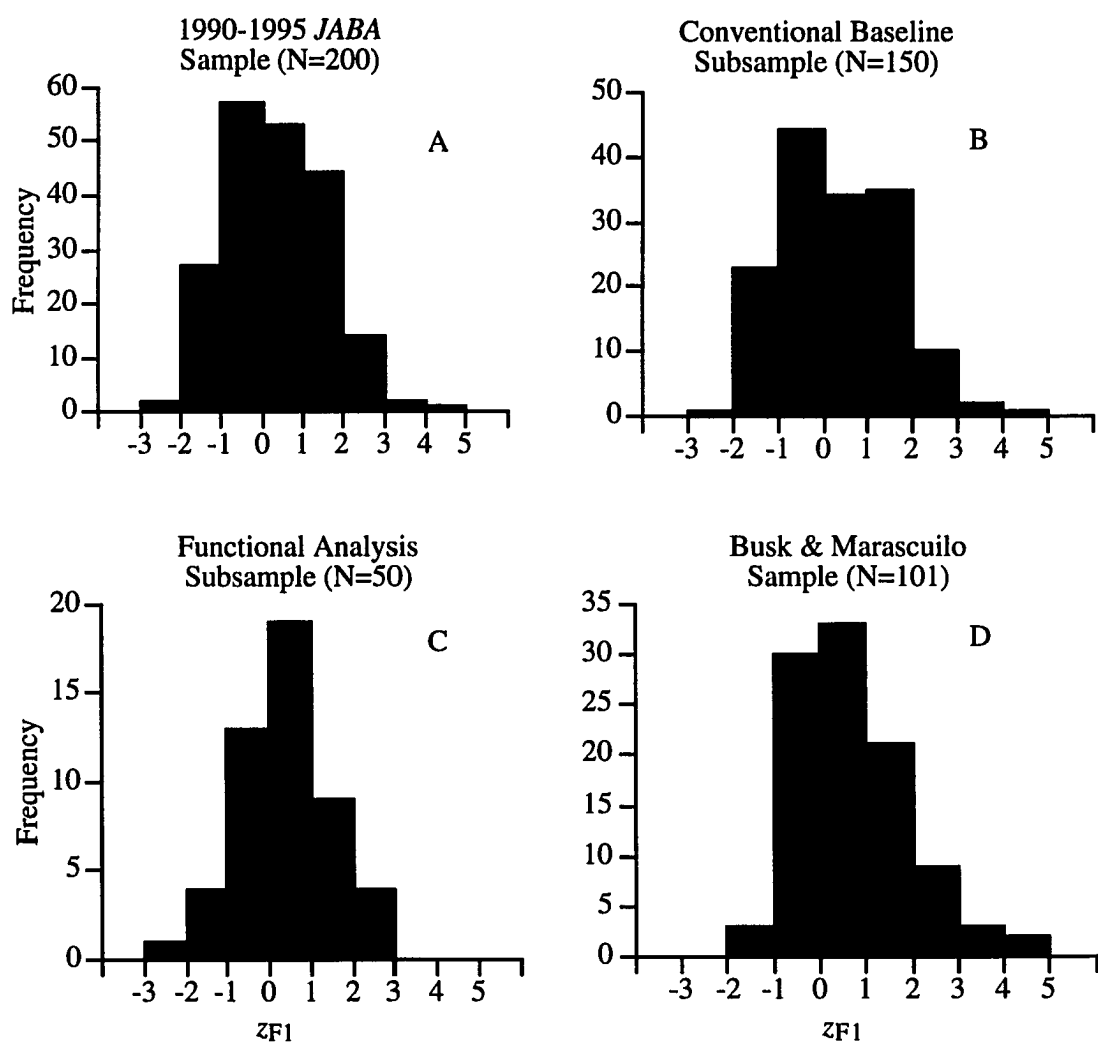 1990-1995 JABA
Sample (N=200)
A
Frequency
60
50
40
30
20
10
0
-3 -2 -1 0 1 2 3 4 5
Conventional Baseline
Subsample (N=150)
B
50
40
30
20
10
0
-3 -2 -1 0 1 2 3 4 5
Functional Analysis
Subsample (N=50)
C
Frequency
20
15
10
5
0
-3 -2 -1 0 1 2 3 4 5
zF1
Busk & Marascuilo
Sample (N=101)
D
35
30
25
20
15
10
5
0
-3 -2 -1 0 1 2 3 4 5
zF1